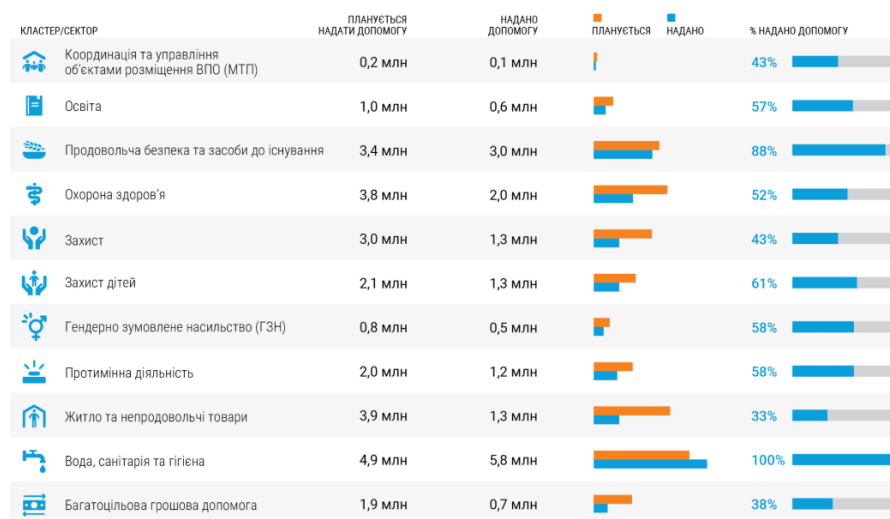 КЛАСТЕР/СЕКТОР
ПЛАНУЄТЬСЯ
НАДАТИ ДОПОМОГУ
НАДАНО
ДОПОМОГУ
ПЛАНУЄТЬСЯ
НАДАНО
% НАДАНО ДОПОМОГУ
Координація та управління
об'єктами розміщення ВПО (МТП)
0,2 млн
0,1 млн
43%
Освіта
1,0 млн
0,6 млн
57%
Продовольча безпека та засоби до існування
3,4 млн
3,0 млн
88%
Охорона здоров'я
3,8 млн
2,0 млн
52%
Захист
3,0 млн
1,3 млн
43%
Захист дітей
2,1 млн
1,3 млн
61%
Гендерно зумовлене насильство (ГЗН)
0,8 млн
0,5 млн
58%
Протимінна діяльність
2,0 млн
1,2 млн
58%
Житло та непродовольчі товари
3,9 млн
1,3 млн
33%
Вода, санітарія та гігієна
4,9 млн
5,8 млн
100%
Багатоцільова грошова допомога
1,9 млн
0,7 млн
38%